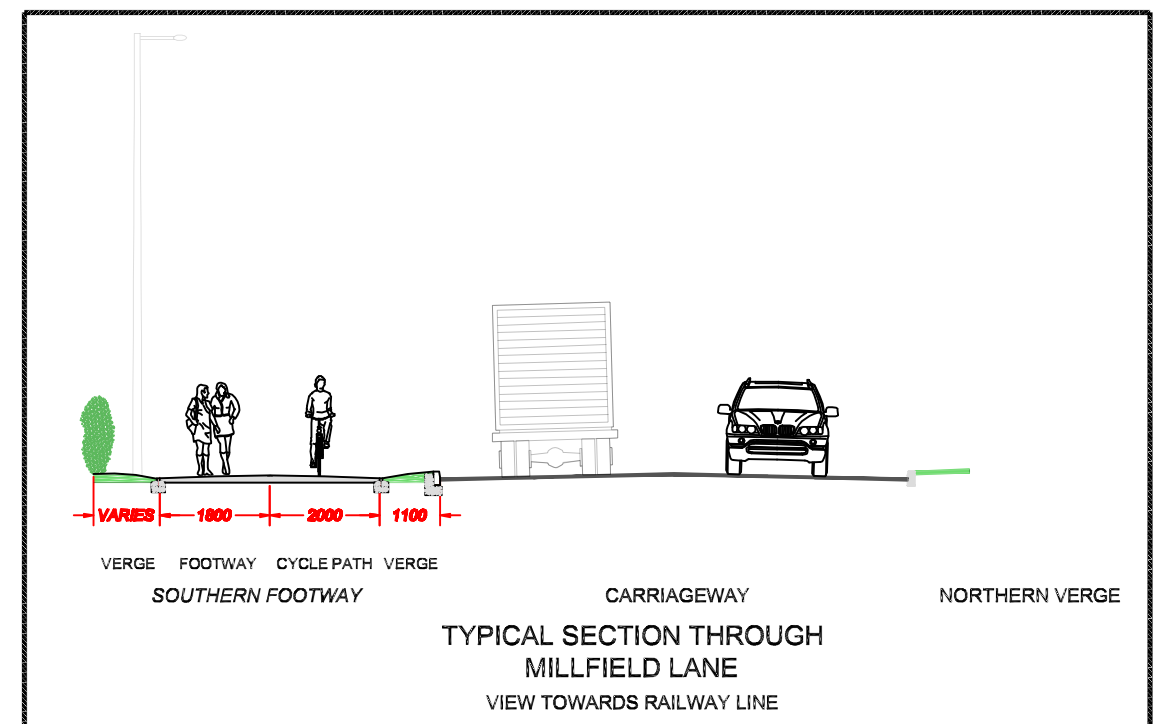 VARIES 1800 2000 1100
VERGE FOOTWAY CYCLE PATH VERGE
SOUTHERN FOOTWAY CARRIAGEWAY NORTHERN VERGE
TYPICAL SECTION THROUGH
MILLFIELD LANE
VIEW TOWARDS RAILWAY LINE